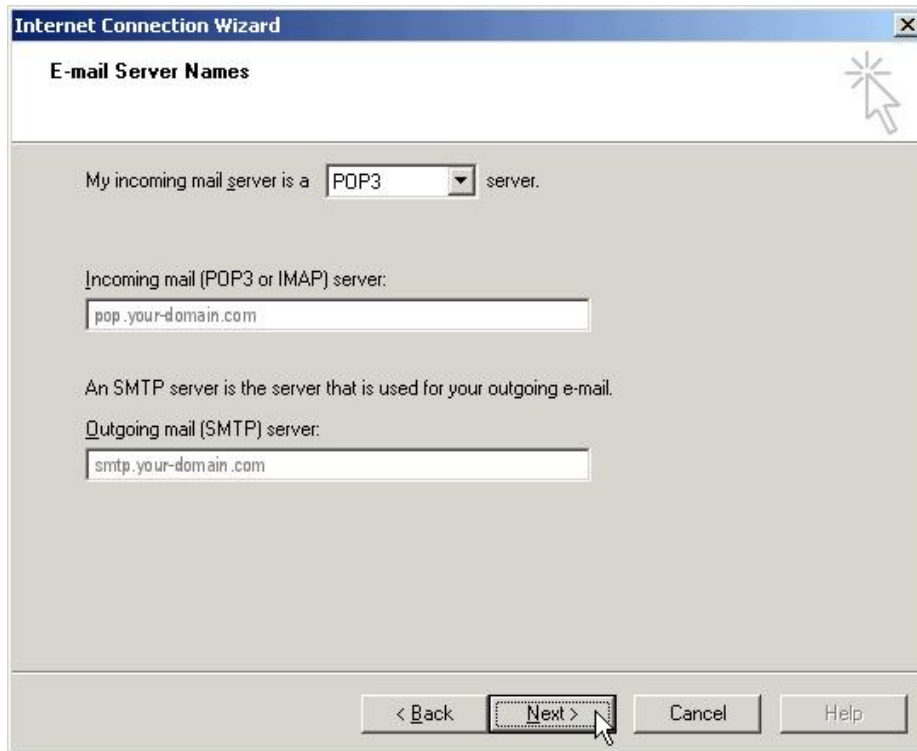 Internet Connection Wizard
E-mail Server Names
My incoming mail server is a POP3 server.
Incoming mail (POP3 or IMAP) server:
pop.your-domain.com
An SMTP server is the server that is used for your outgoing e-mail.
Outgoing mail (SMTP) server:
smtp.your-domain.com
< Back Next > Cancel Help